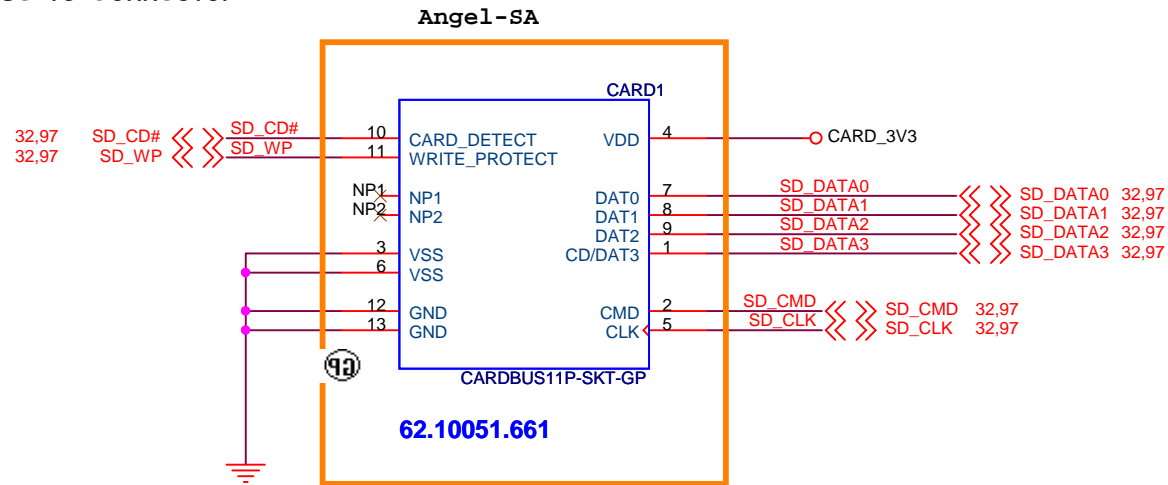 Angel-SA
CARD1
32,97 SD_CD# SD_CD# 10 CARD_DETECT VDD 4 CARD_3V3
32,97 SD_WP SD_WP 11 WRITE_PROTECT
NP1 NP1 DAT0 7 SD_DATA0 SD_DATA0 32,97
NP2 NP2 DAT1 8 SD_DATA1 SD_DATA1 32,97
DAT2 9 SD_DATA2 SD_DATA2 32,97
3 VSS CD/DAT3 1 SD_DATA3 SD_DATA3 32,97
6 VSS
12 GND CMD 2 SD_CMD SD_CMD 32,97
13 GND CLK 5 SD_CLK SD_CLK 32,97
CARDBUS11P-SKT-GP
62.10051.661